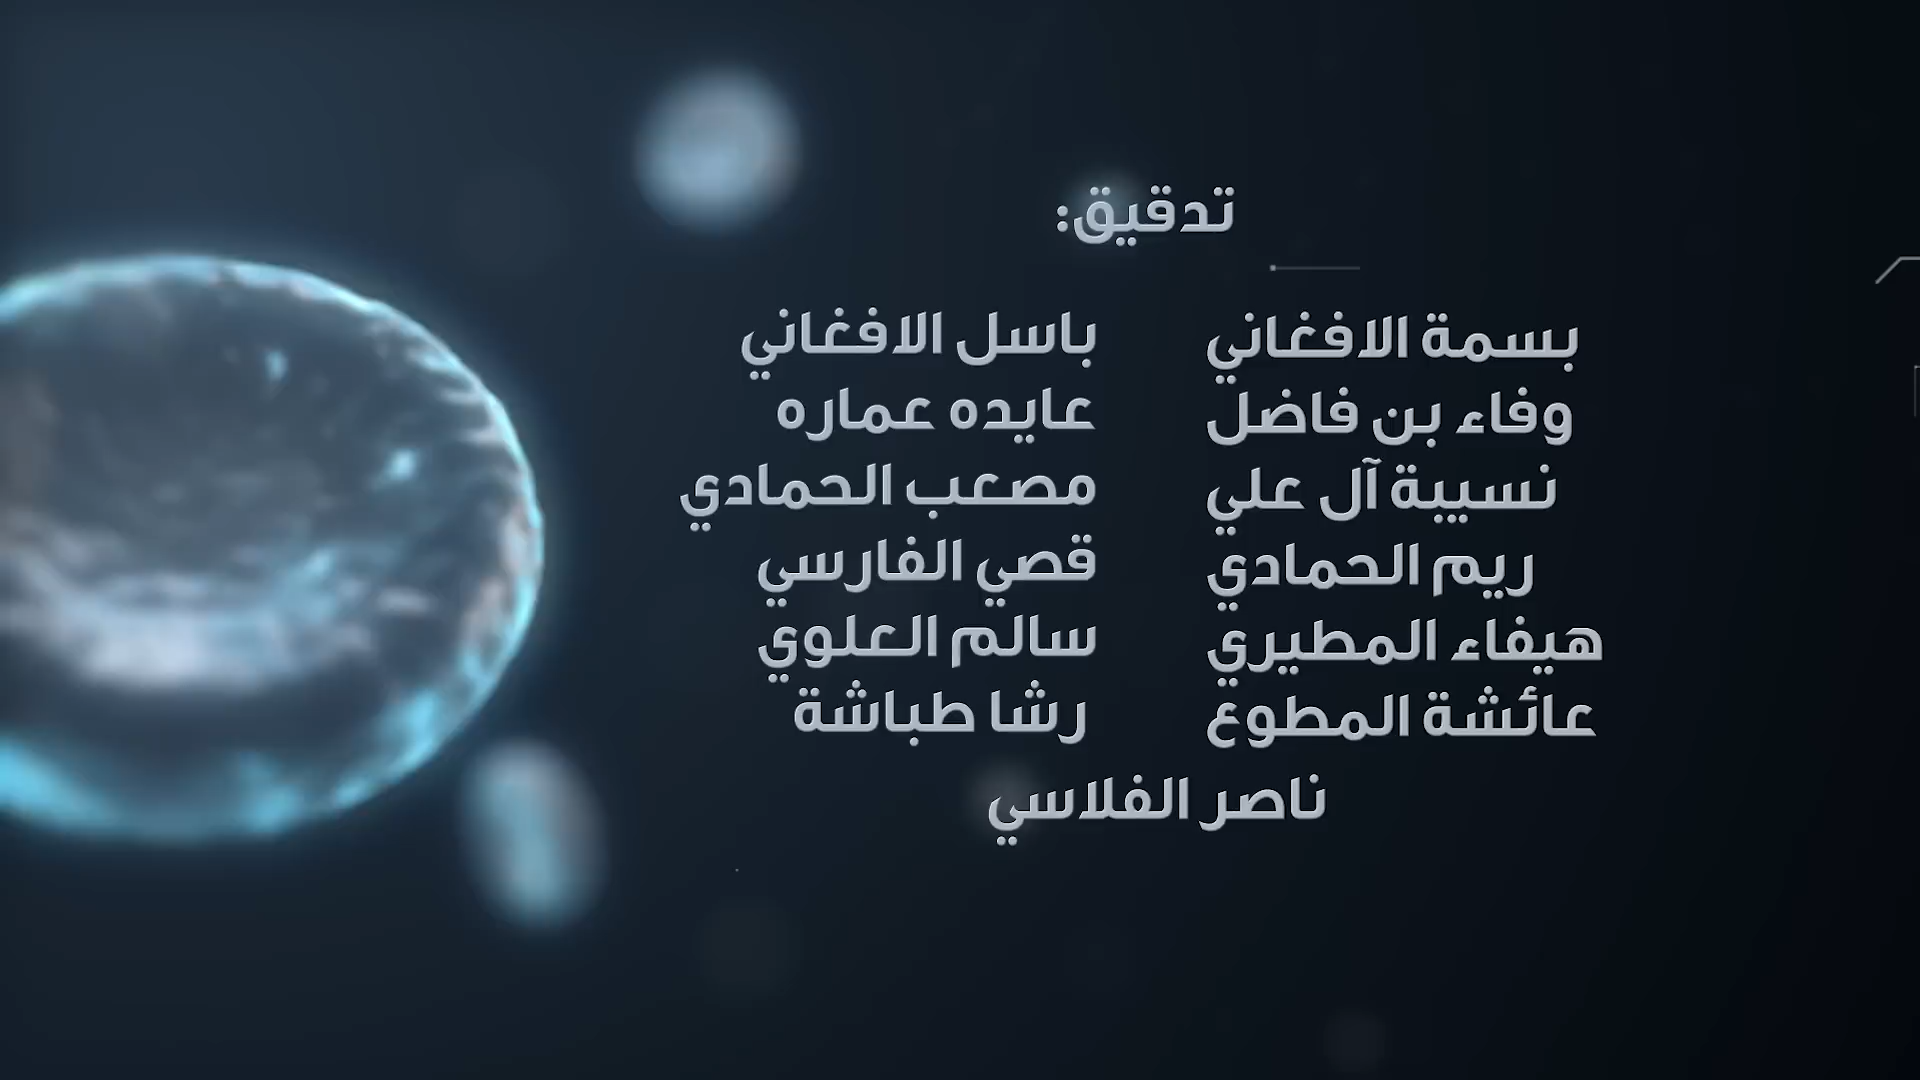 تدقيق:
بسمة الافغاني
وفاء بن فاضل
نسيبة آل علي
ريم الحمادي
هيفاء المطيري
عائشة المطوع
باسل الافغاني
عايده عماره
مصعب الحمادي
قصي الفارسي
سالم العلوي
رشا طباشة
ناصر الفلاسي